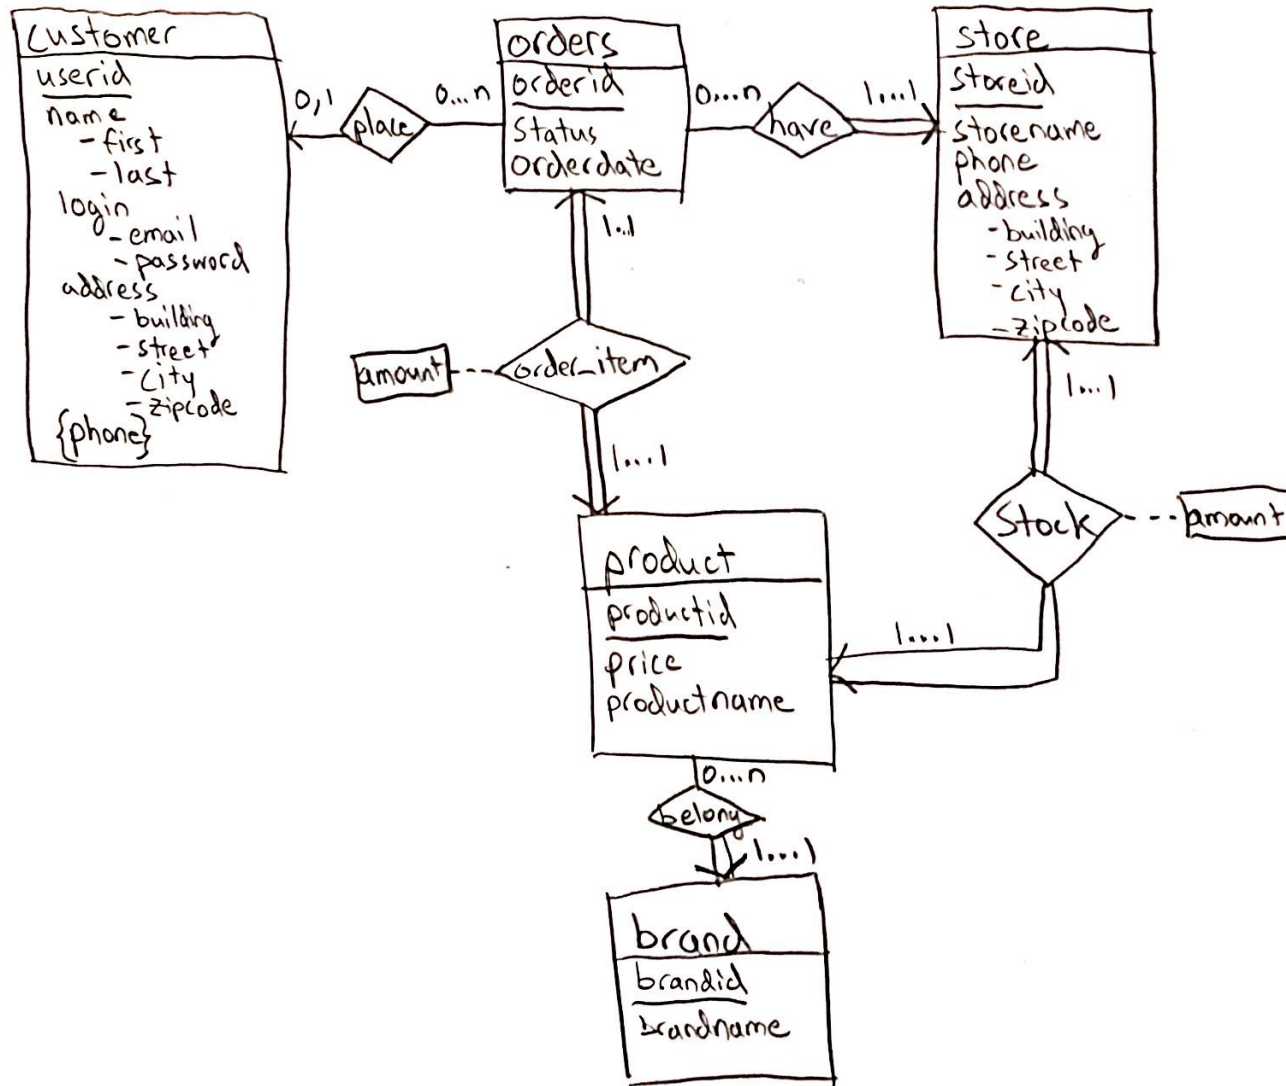 Customer
userid
name
-first
-last
login
-email
-password
address
-building
-street
-city
-zipcode
{phone}
0,1
place
0...n
orders
orderid
Status
orderdate
0...n
have
1...1
store
storeid
storename
phone
address
-building
-street
-city
-zipcode
1..1
amount
order_item
1...1
1...1
Stock
amount
1...1
product
productid
price
productname
0...n
belong
1...1
brand
brandid
brandname